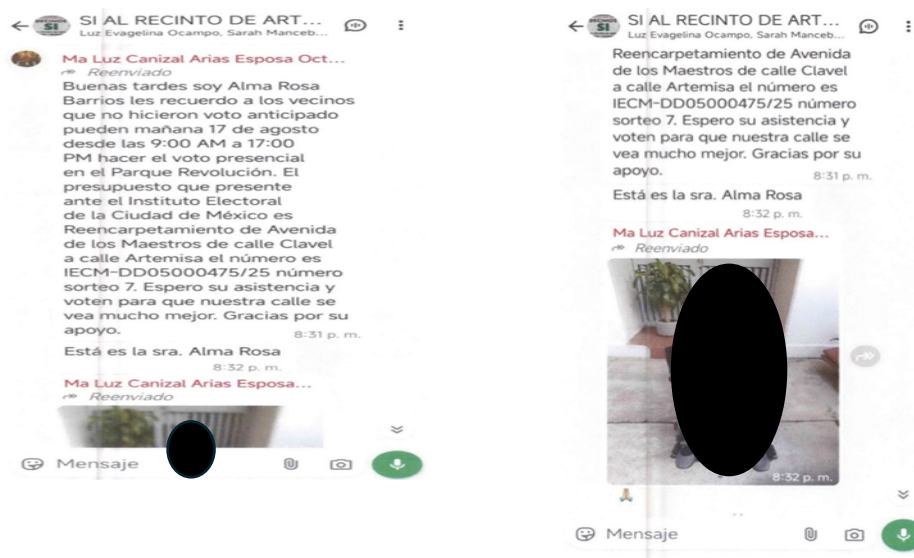 SI AL RECINTO DE ART...
Luz Evagelina Ocampo, Sarah Manceb...
Ma Luz Canizal Arias Esposa Oct...
Reenviado
Buenas tardes soy Alma Rosa
Barrios les recuerdo a los vecinos
que no hicieron voto anticipado
pueden mañana 17 de agosto
desde las 9:00 AM a 17:00
PM hacer el voto presencial
en el Parque Revolución. El
presupuesto que presente
ante el Instituto Electoral
de la Ciudad de México es
Reencarpetamiento de Avenida
de los Maestros de calle Clavel
a calle Artemisa el número es
IECM-DD05000475/25 número
sorteo 7. Espero su asistencia y
voten para que nuestra calle se
vea mucho mejor. Gracias por su
apoyo.
8:31 p. m.
Está es la sra. Alma Rosa
8:32 p. m.
Ma Luz Canizal Arias Esposa...
Reenviado
Mensaje
SI AL RECINTO DE ART...
Luz Evagelina Ocampo, Sarah Manceb...
Reencarpetamiento de Avenida
de los Maestros de calle Clavel
a calle Artemisa el número es
IECM-DD05000475/25 número
sorteo 7. Espero su asistencia y
voten para que nuestra calle se
vea mucho mejor. Gracias por su
apoyo.
8:31 p. m.
Está es la sra. Alma Rosa
8:32 p. m.
Ma Luz Canizal Arias Esposa...
Reenviado
8:32 p. m.
Mensaje